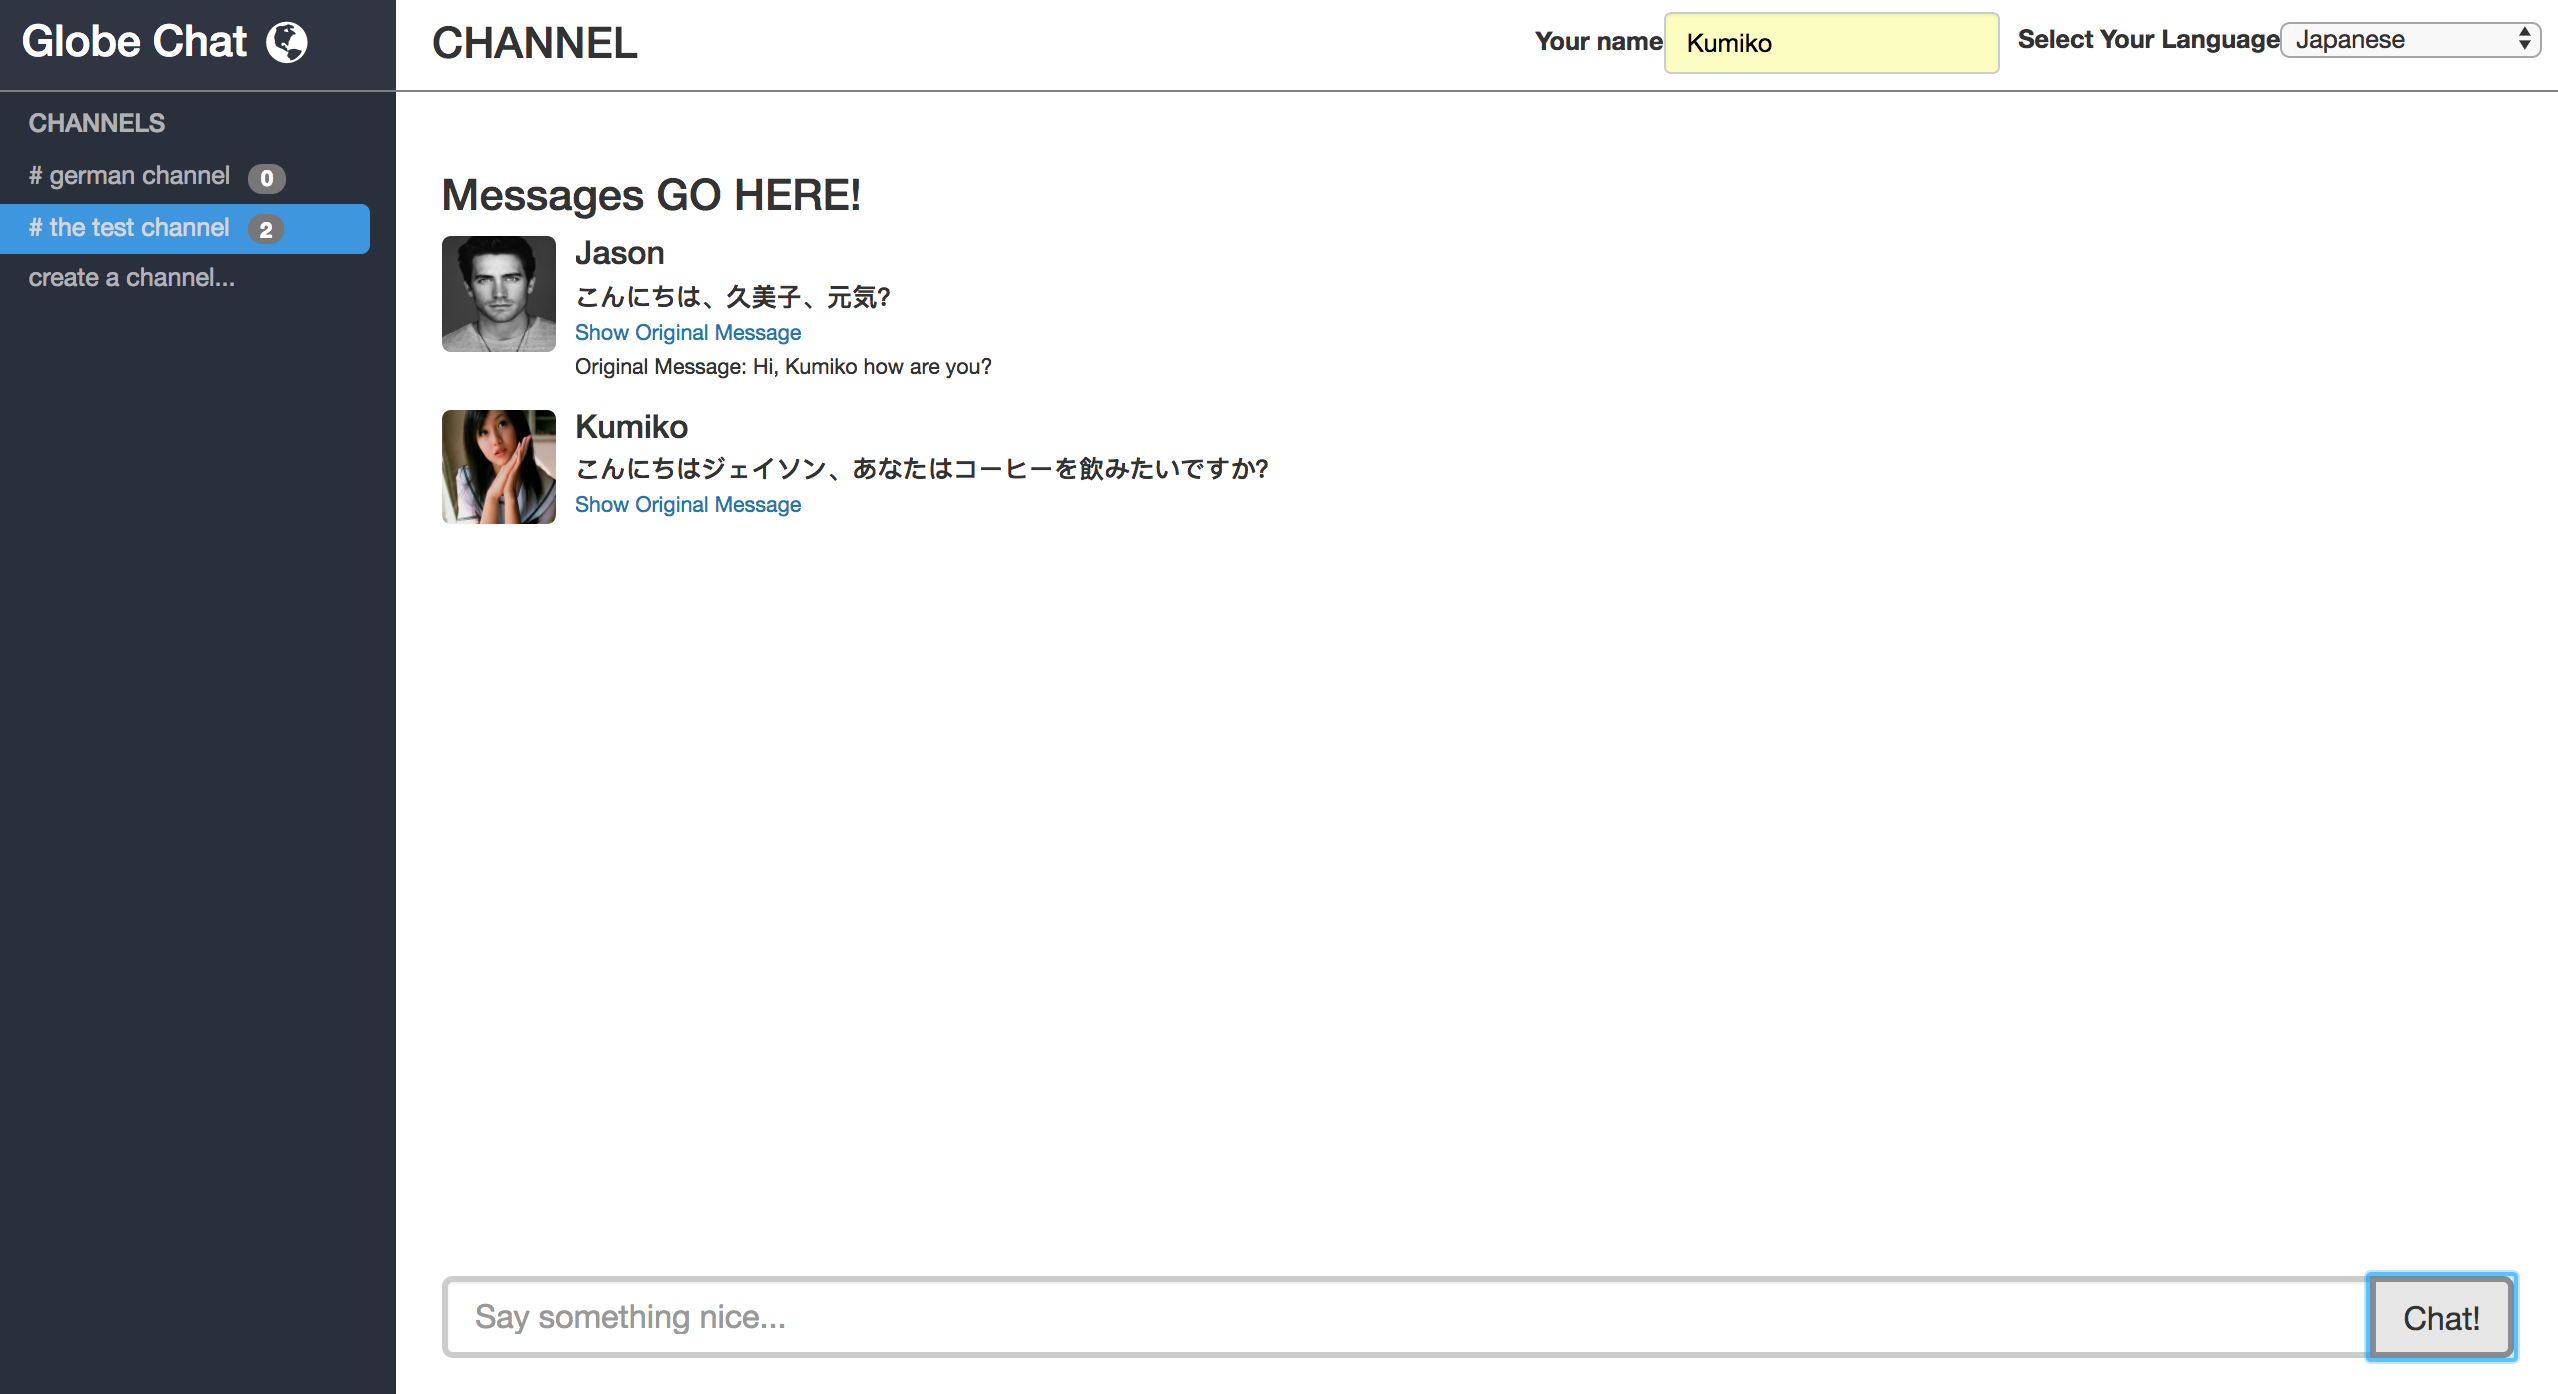 Globe Chat
CHANNELS
# german channel 0
# the test channel 2
create a channel...
CHANNEL
Your name Kumiko Select Your Language Japanese
Messages GO HERE!
Jason
こんにちは、久美子、元気?
Show Original Message
Original Message: Hi, Kumiko how are you?
Kumiko
こんにちはジェイソン、あなたはコーヒーを飲みたいですか?
Show Original Message
Say something nice...
Chat!